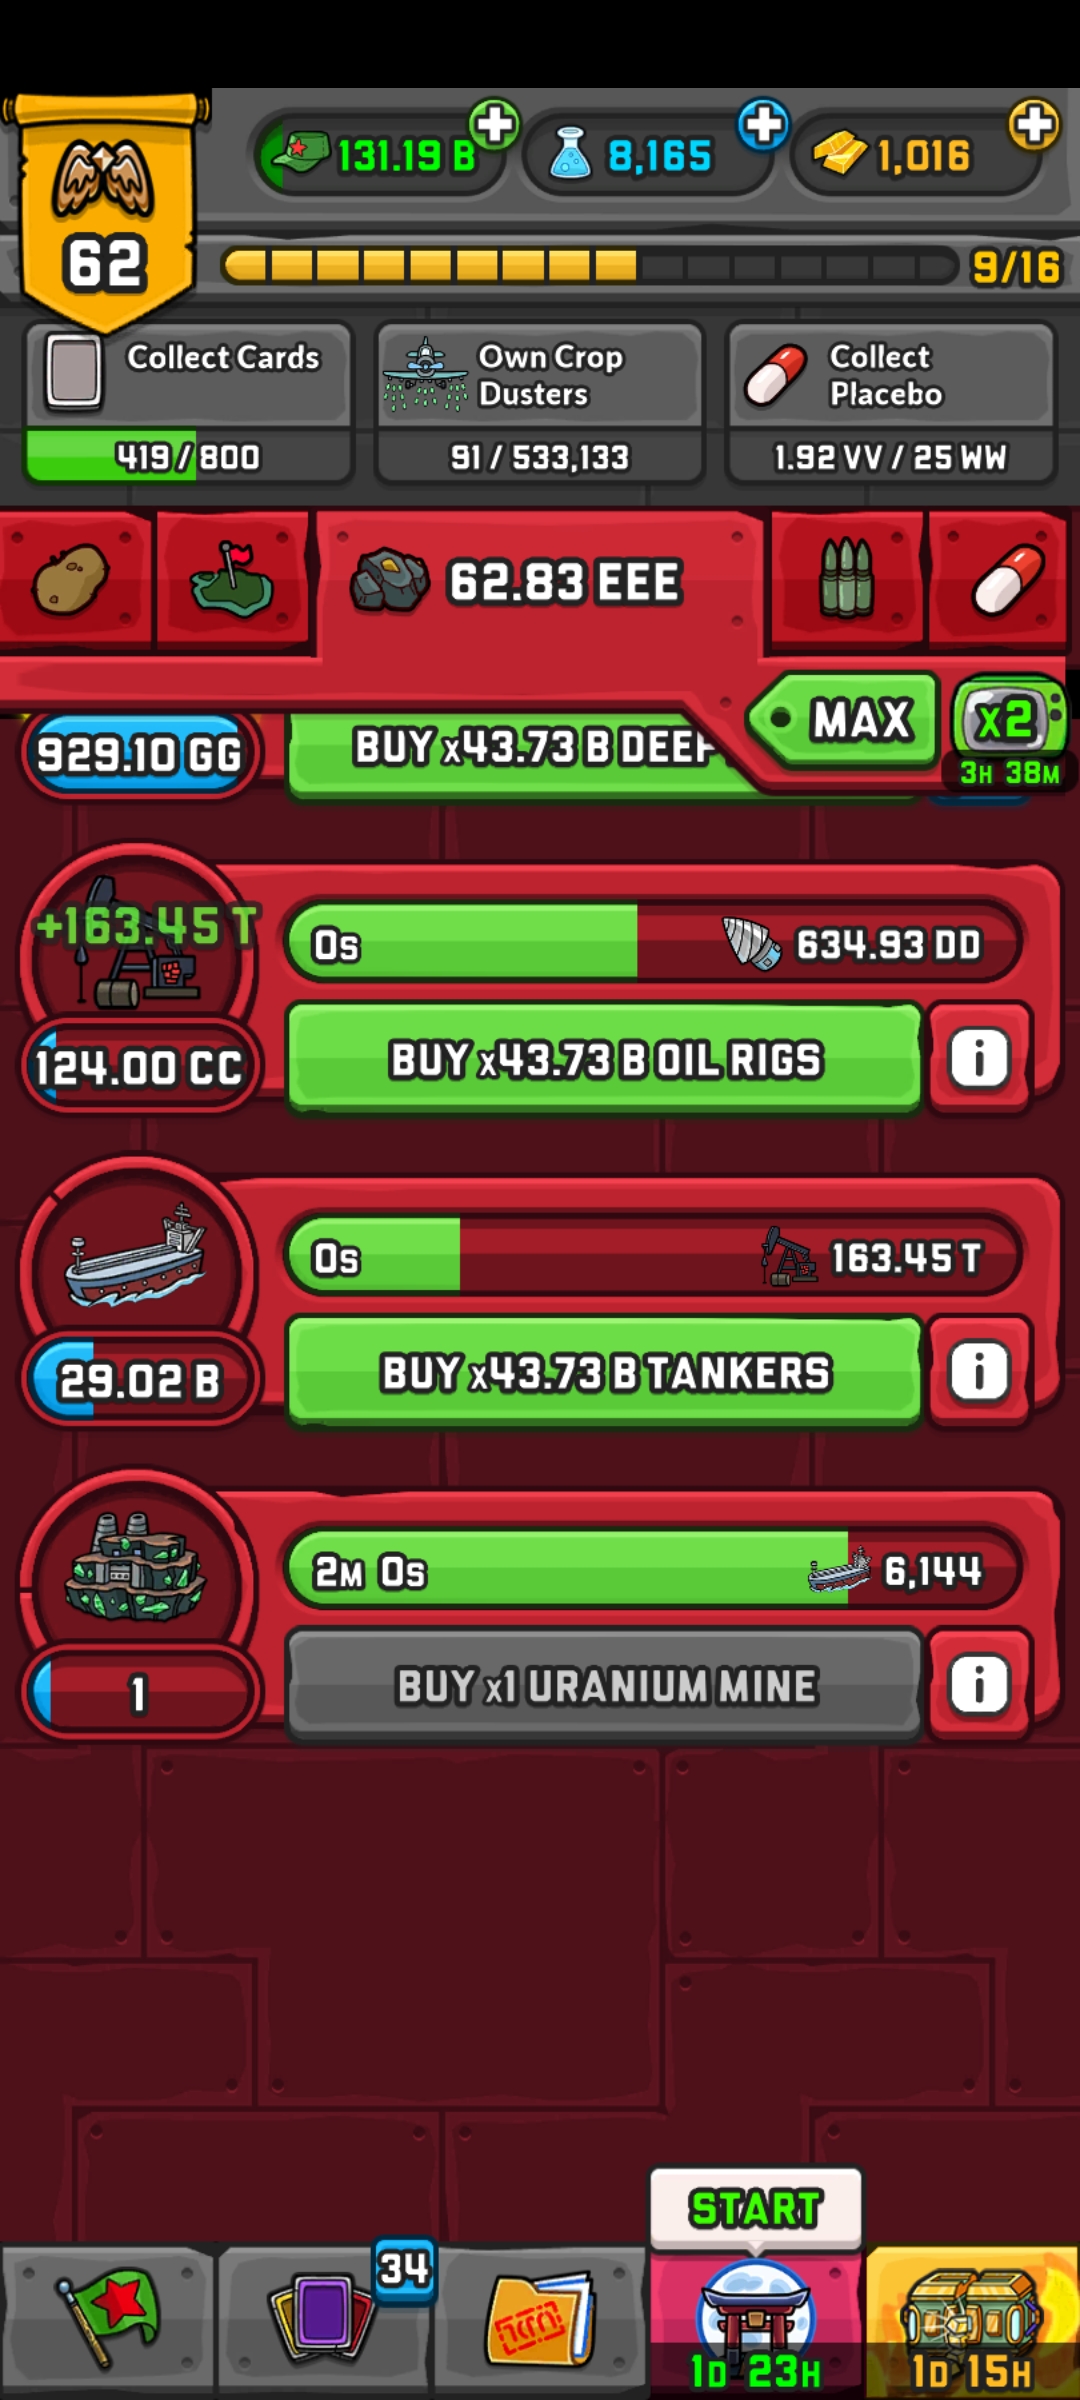 131.19 B
8,165
1,016
62
9/16
Collect Cards
419 / 800
Own Crop
Dusters
91 / 533,133
Collect
Placebo
1.92 VV / 25 WW
62.83 EEE
MAX
x2
3H 38M
929.10 GG
BUY x43.73 B DEEP
+163.45 T
0s
634.93 DD
124.00 CC
BUY x43.73 B OIL RIGS
i
0s
163.45 T
29.02 B
BUY x43.73 B TANKERS
i
2M 0s
6,144
1
BUY x1 URANIUM MINE
i
START
34
1D 23H
1D 15H